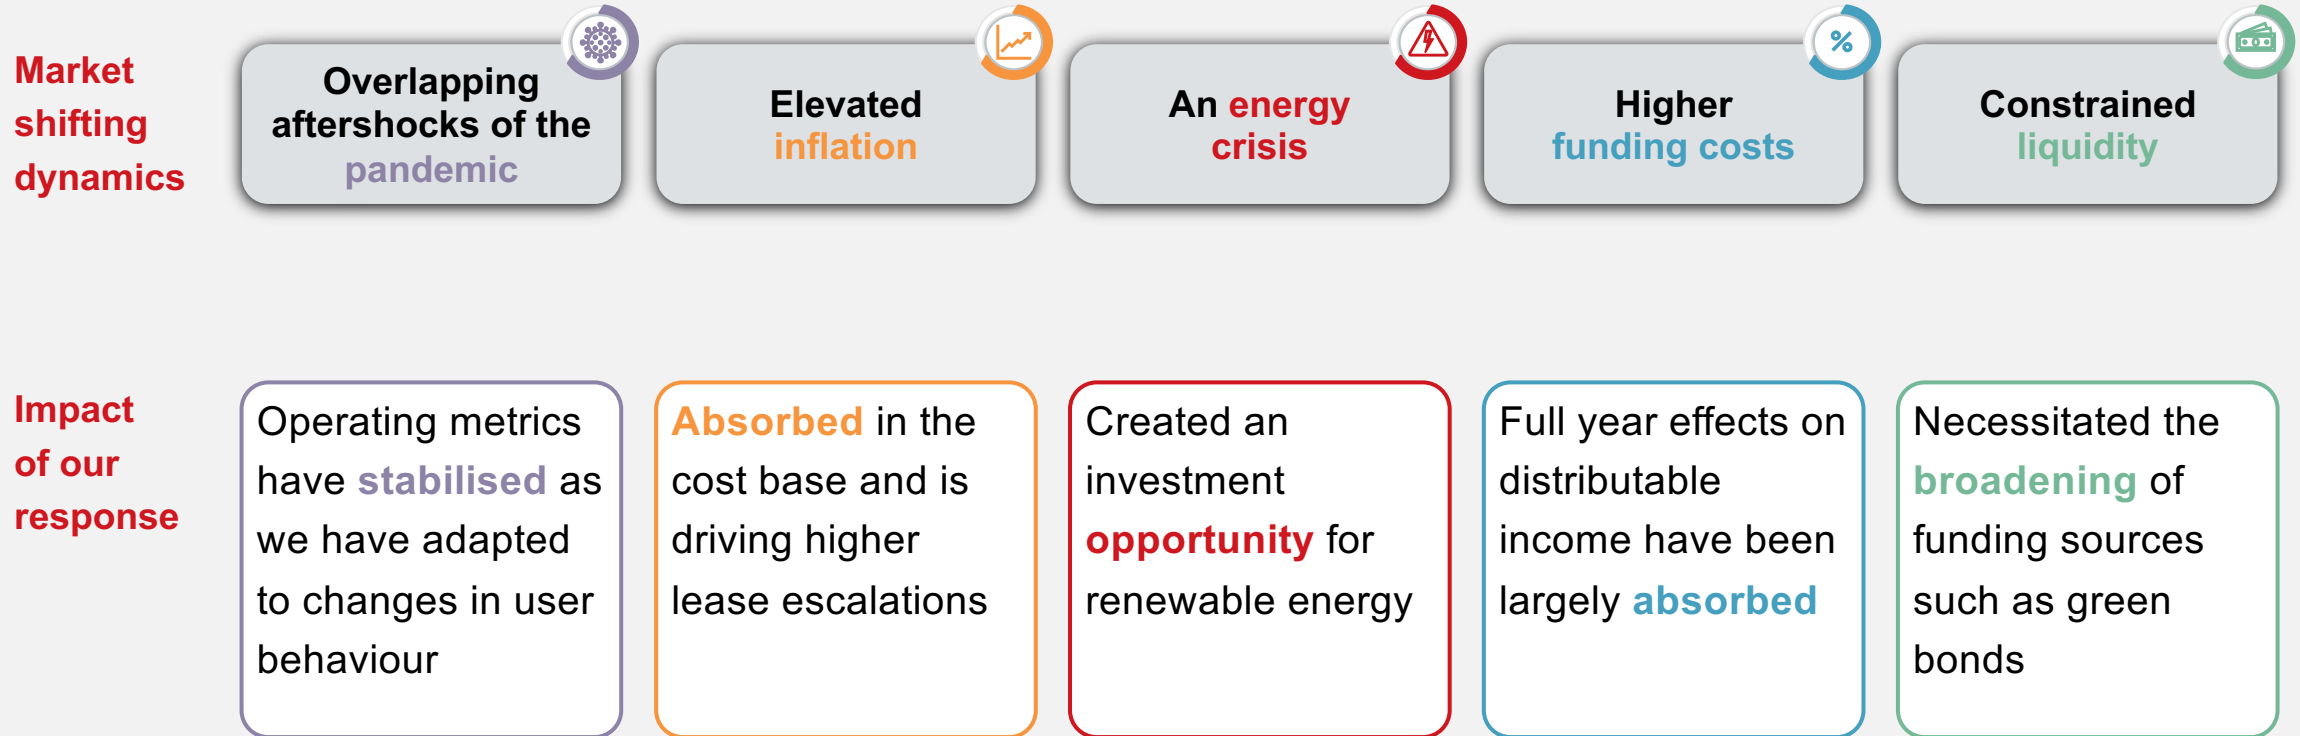 Market
shifting
dynamics
Overlapping
aftershocks of the
pandemic
Elevated
inflation
An energy
crisis
%
Higher
funding costs
Constrained
liquidity
Impact
of our
response
Operating metrics
have stabilised as
we have adapted
to changes in user
behaviour
Absorbed in the
cost base and is
driving higher
lease escalations
Created an
investment
opportunity for
renewable energy
Full year effects on
distributable
income have been
largely absorbed
Necessitated the
broadening of
funding sources
such as green
bonds